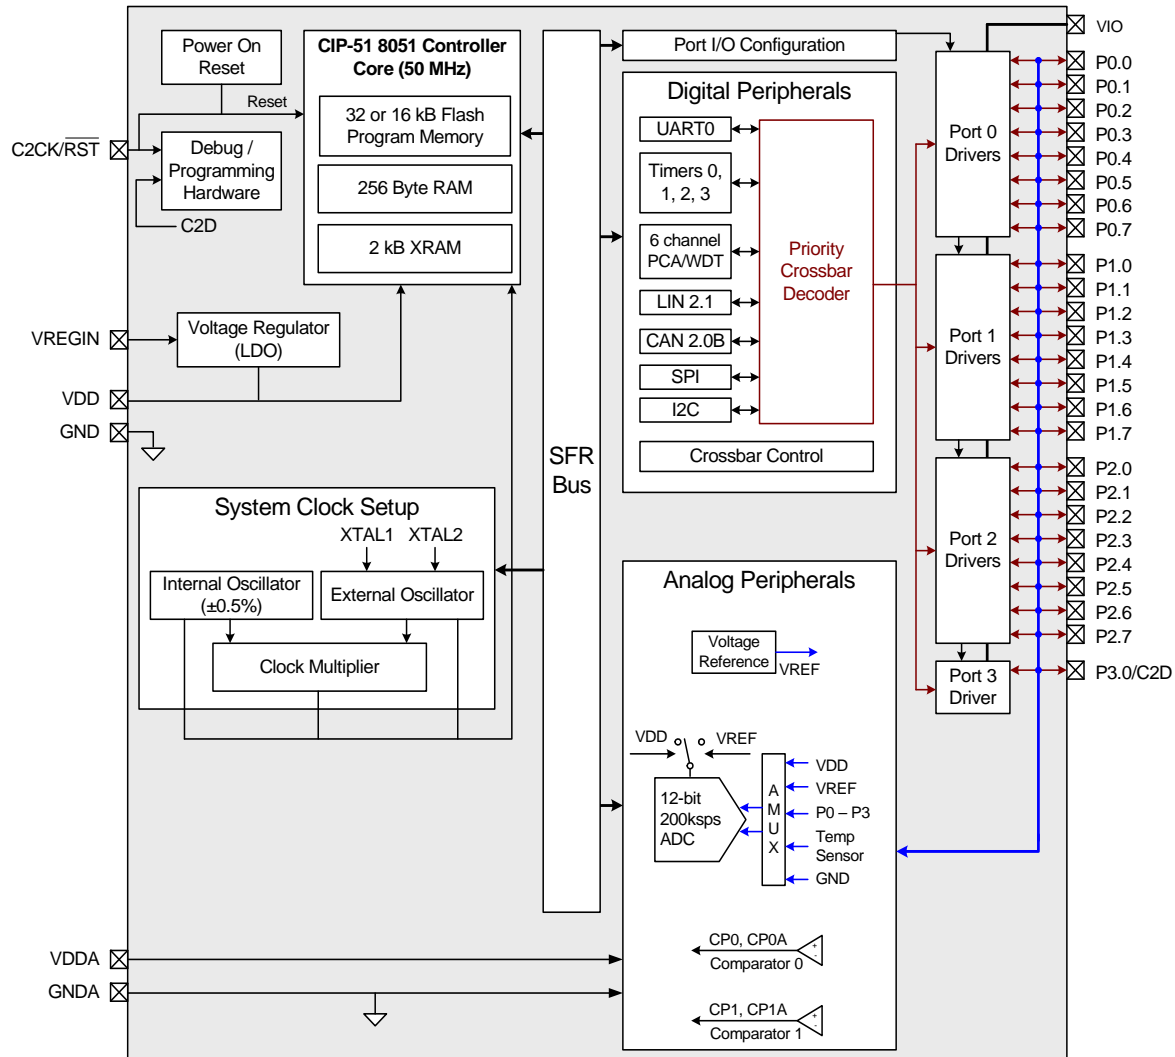 Power On
Reset
Reset
C2CK/RST
Debug /
Programming
Hardware
C2D
CIP-51 8051 Controller
Core (50 MHz)
32 or 16 kB Flash
Program Memory
256 Byte RAM
2 kB XRAM
VREGIN
Voltage Regulator
(LDO)
VDD
GND
System Clock Setup
XTAL1
XTAL2
Internal Oscillator
(±0.5%)
External Oscillator
Clock Multiplier
VDDA
GNDA
SFR
Bus
Port I/O Configuration
Digital Peripherals
UART0
Timers 0,
1, 2, 3
6 channel
PCA/WDT
LIN 2.1
CAN 2.0B
SPI
I2C
Priority
Crossbar
Decoder
Crossbar Control
Analog Peripherals
Voltage
Reference
VREF
VDD
VREF
12-bit
200ksps
ADC
A
M
U
X
VDD
VREF
P0 – P3
Temp
Sensor
GND
CP0, CP0A
Comparator 0
+
-
CP1, CP1A
Comparator 1
+
-
Port 0
Drivers
Port 1
Drivers
Port 2
Drivers
Port 3
Driver
VIO
P0.0
P0.1
P0.2
P0.3
P0.4
P0.5
P0.6
P0.7
P1.0
P1.1
P1.2
P1.3
P1.4
P1.5
P1.6
P1.7
P2.0
P2.1
P2.2
P2.3
P2.4
P2.5
P2.6
P2.7
P3.0/C2D